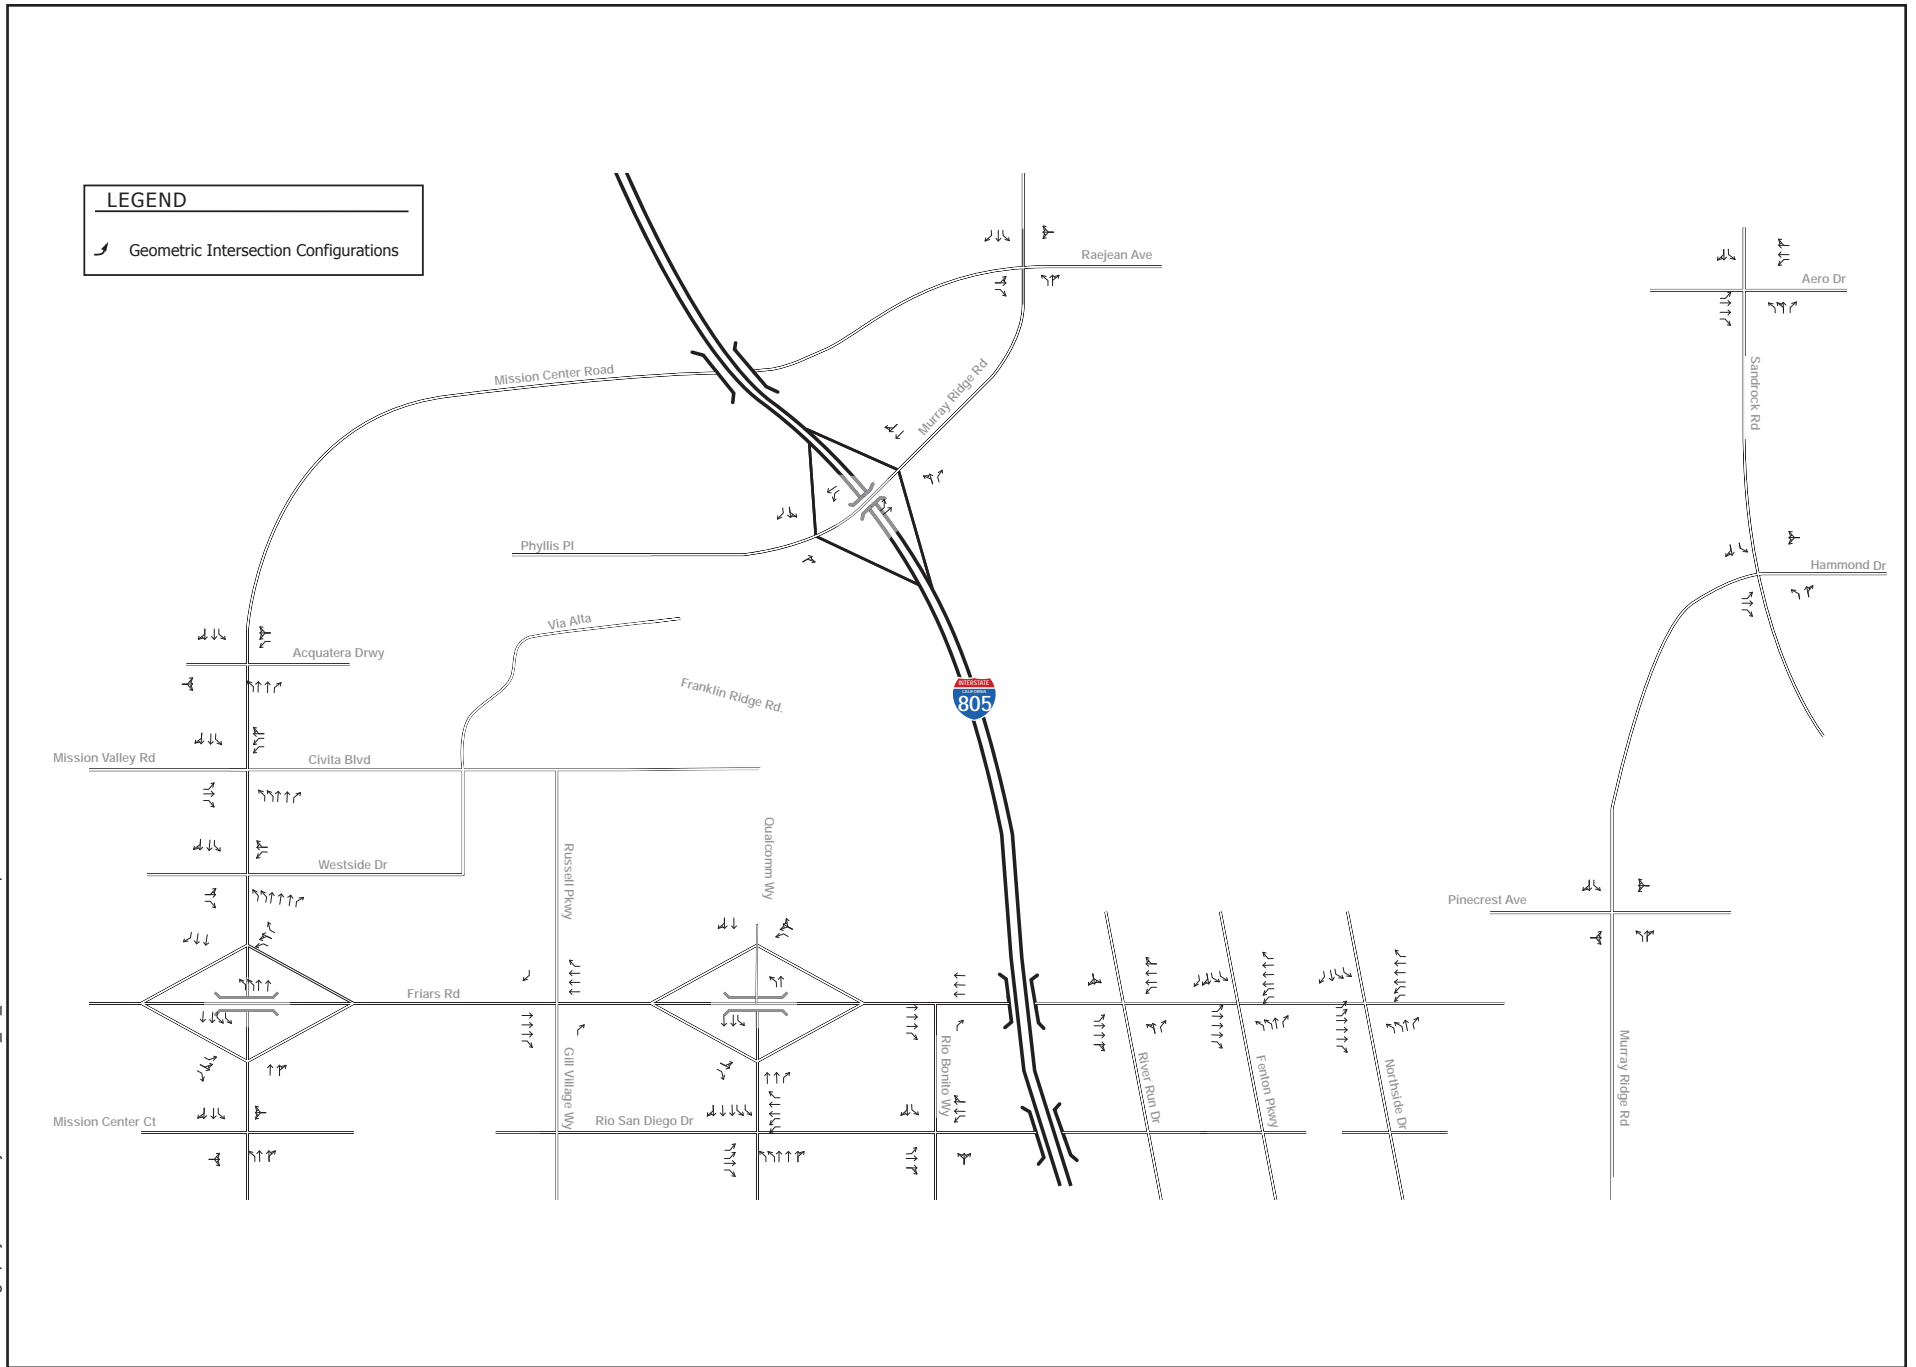 LEGEND
Geometric Intersection Configurations
Raejean Ave
Aero Dr
Mission Center Road
Murray Ridge Rd
Sandrock Rd
Phyllis Pl
Hammond Dr
Via Alta
Acquatera Drwy
Franklin Ridge Rd.
INTERSTATE
CALIFORNIA
805
Mission Valley Rd
Civita Blvd
Qualcomm Wy
Westside Dr
Russell Pkwy
Pinecrest Ave
Friars Rd
Gill Village Wy
Rio Bonito Wy
River Run Dr
Fenton Pkwy
Northside Dr
Murray Ridge Rd
Mission Center Ct
Rio San Diego Dr